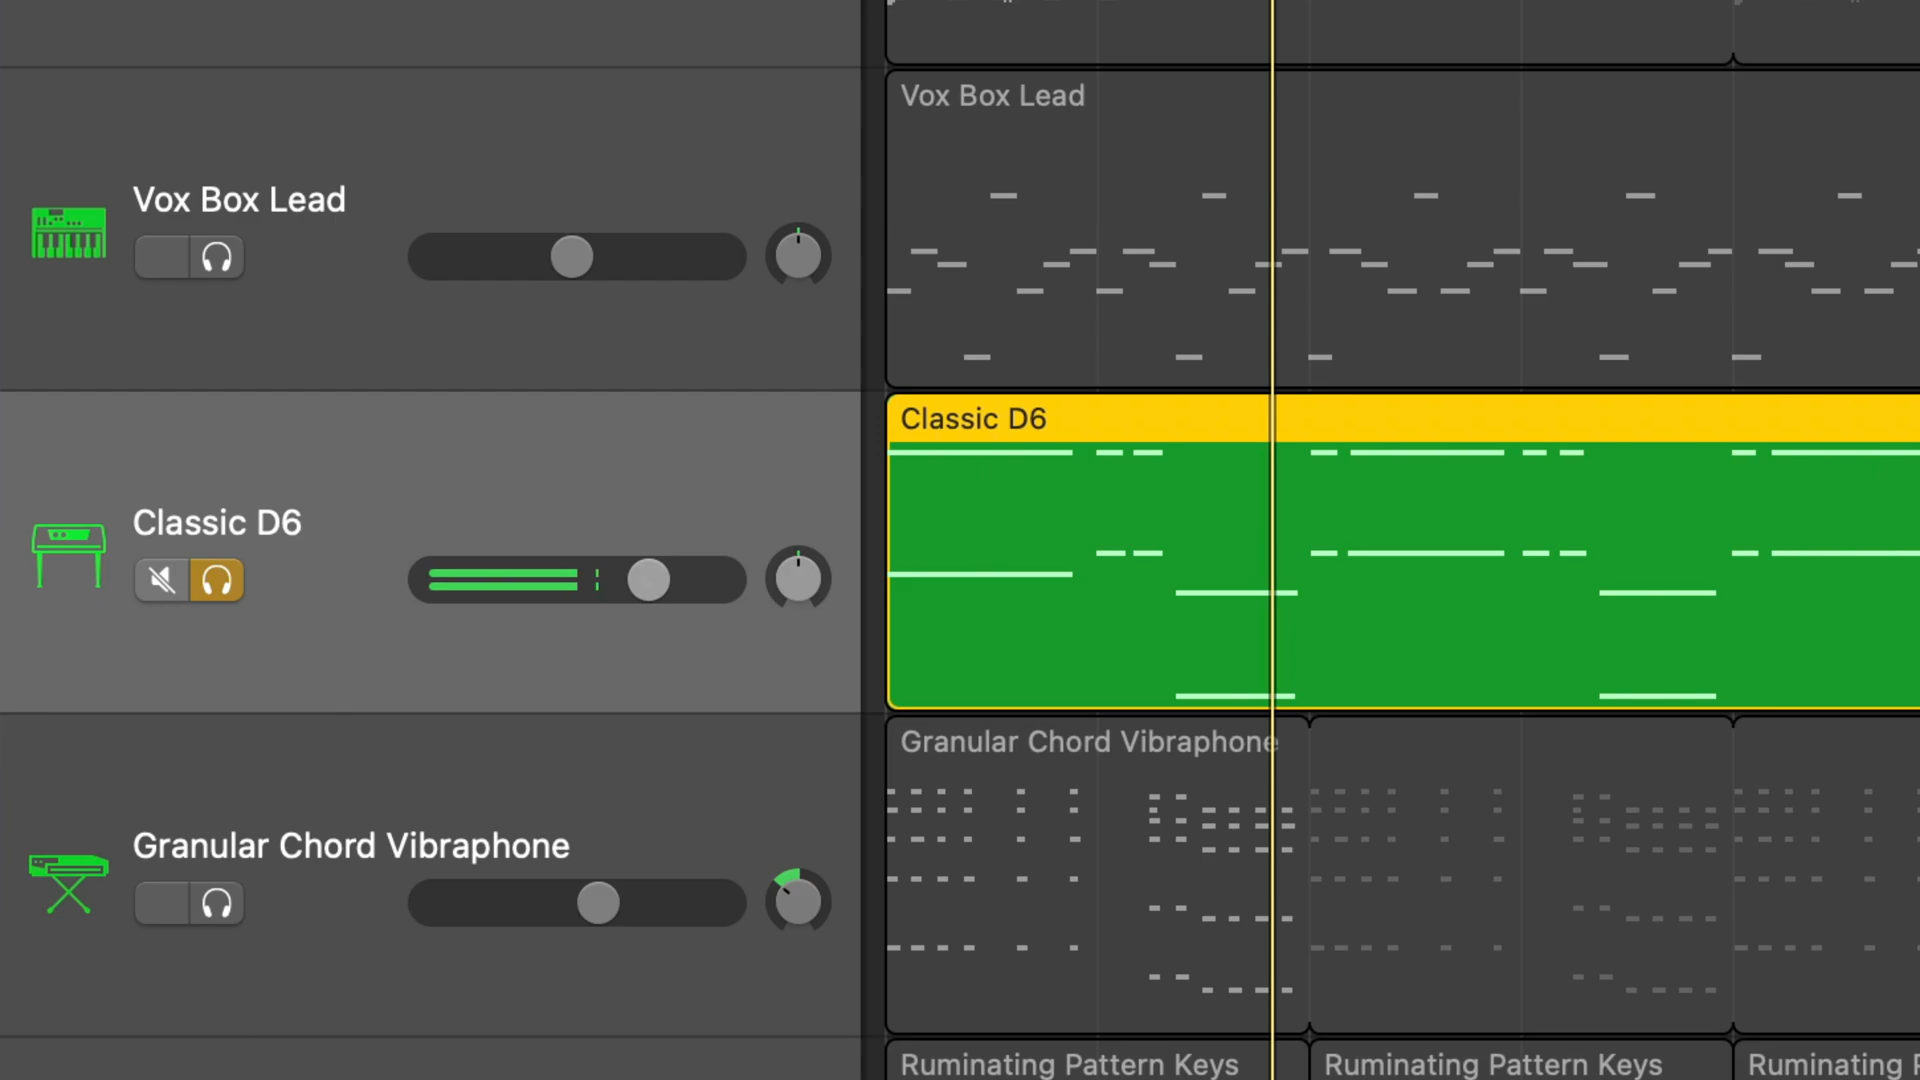 Vox Box Lead
Vox Box Lead
Classic D6
Classic D6
Granular Chord Vibraphone
Granular Chord Vibraphone
Ruminating Pattern Keys
Ruminating Pattern Keys
Ruminating